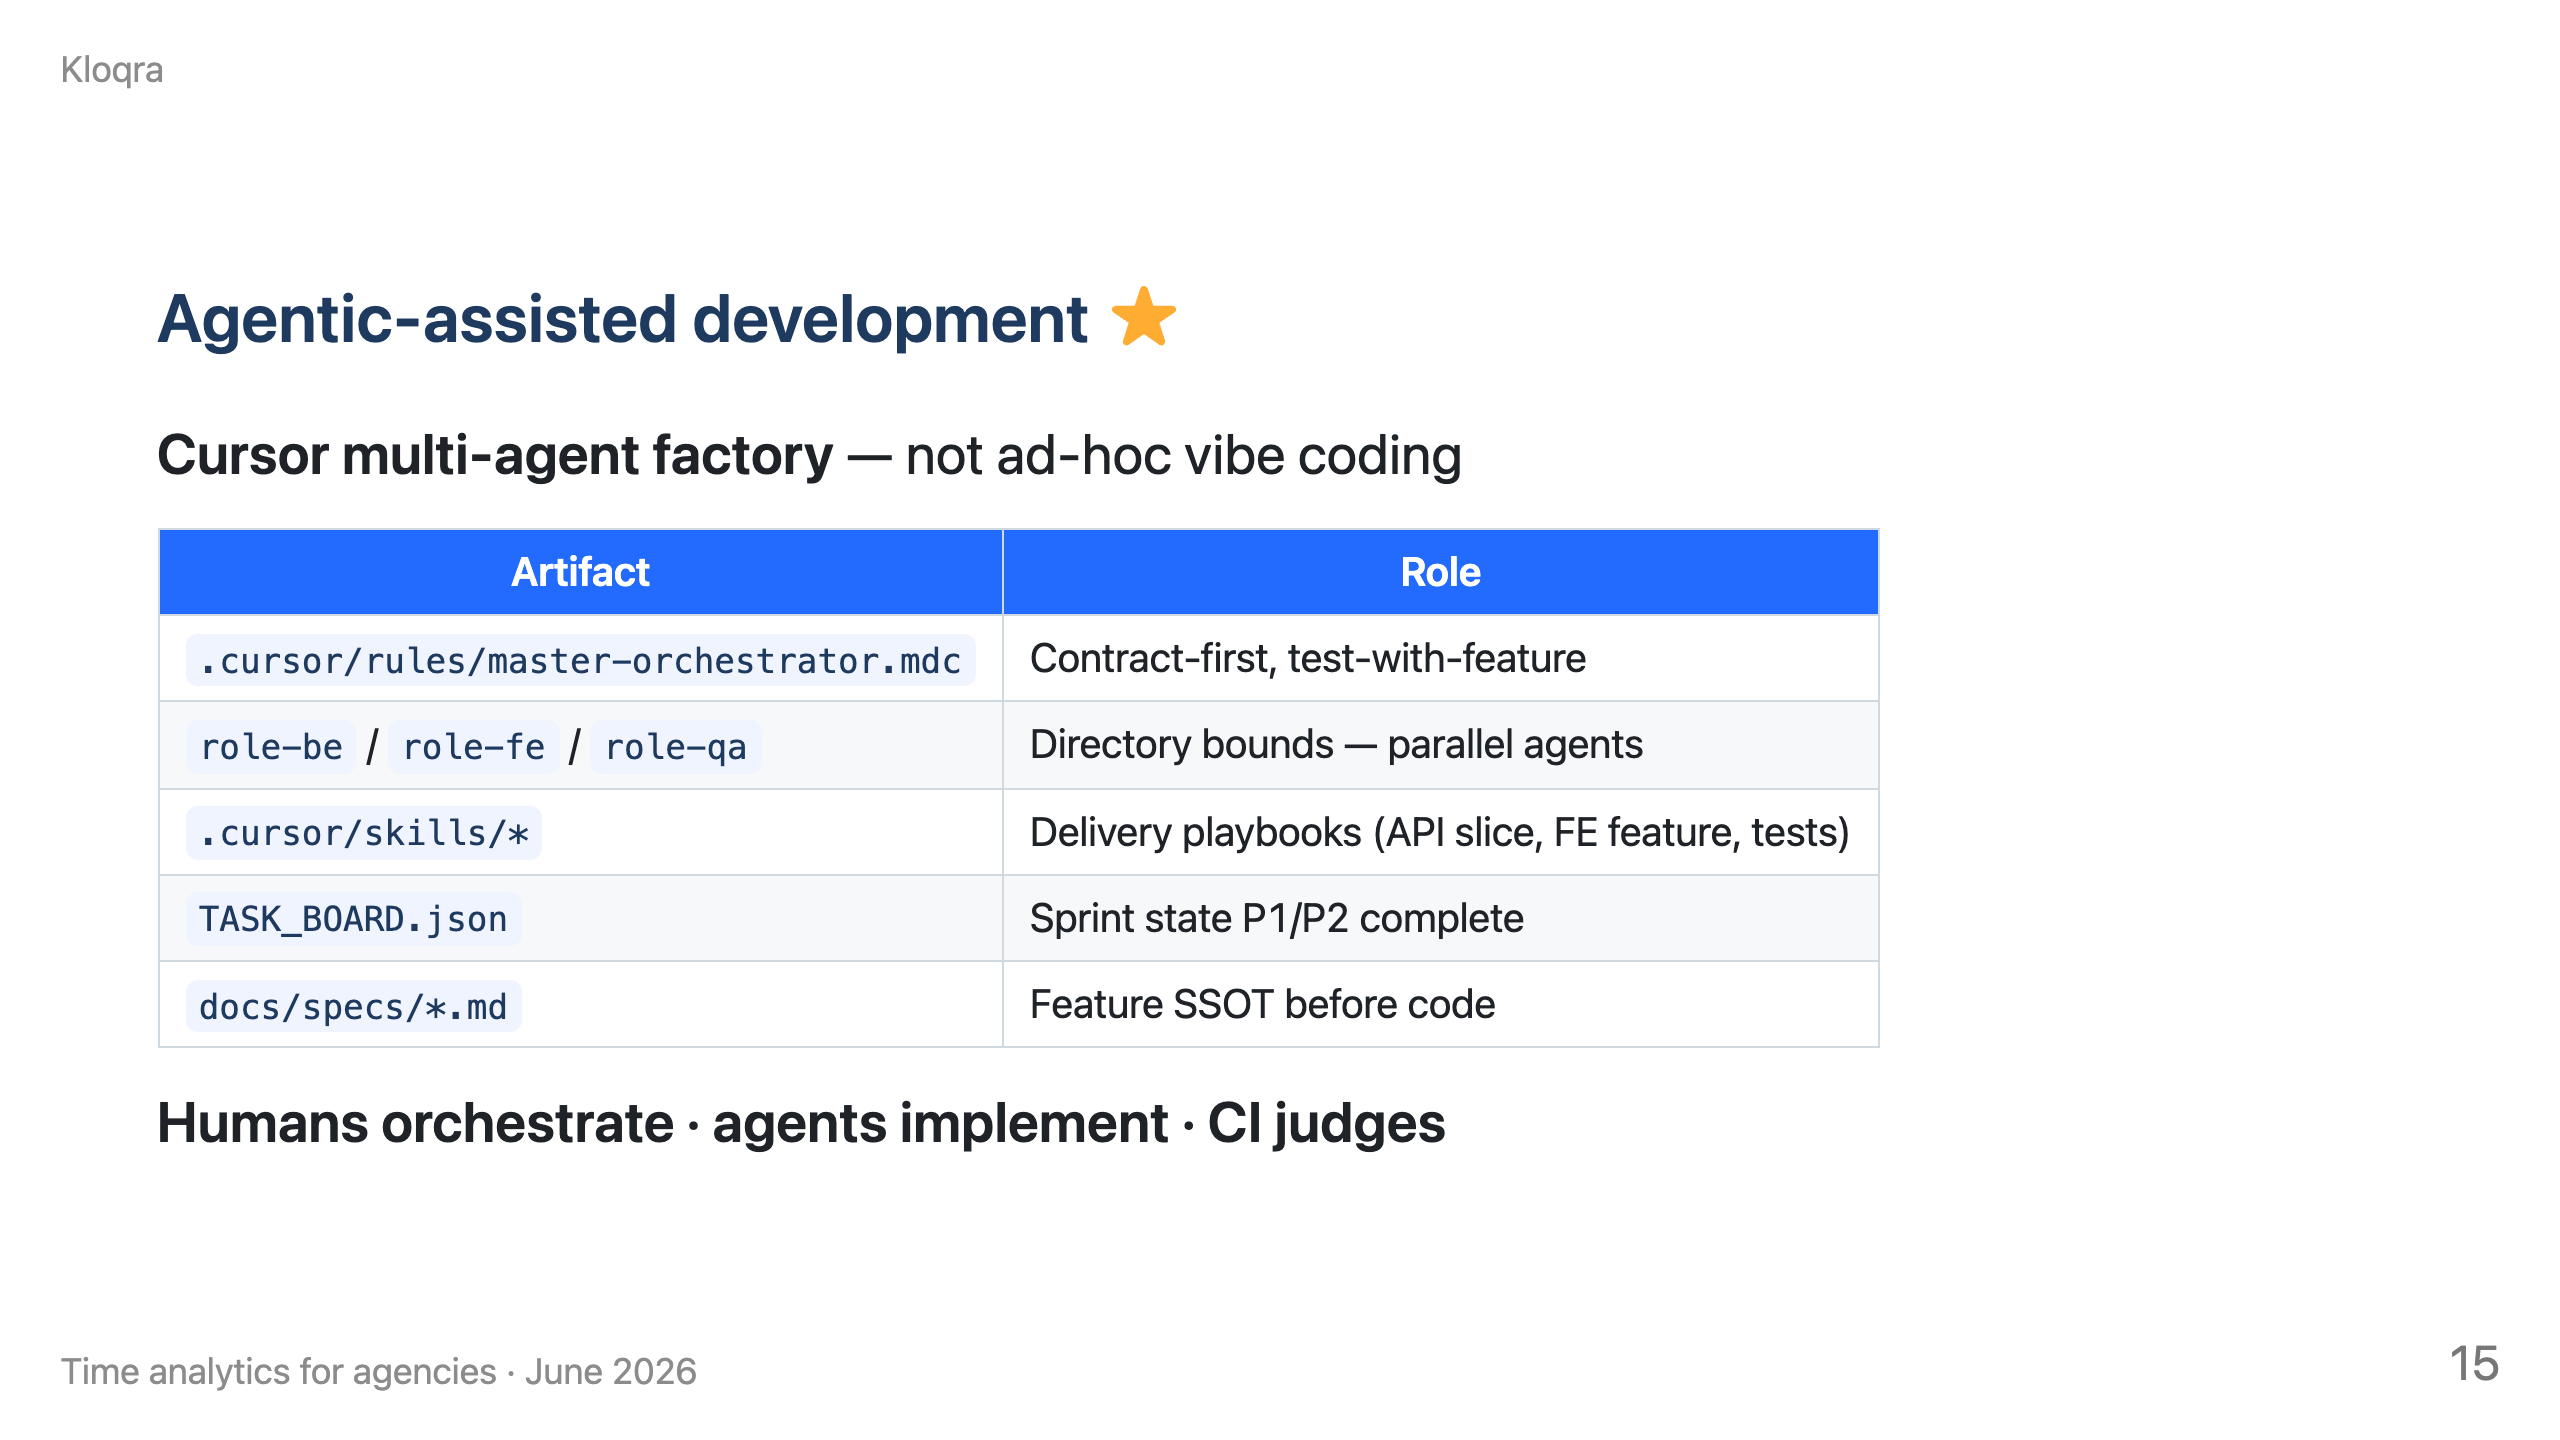 Kloqra
Agentic-assisted development ⭐
Cursor multi-agent factory — not ad-hoc vibe coding
Artifact Role
.cursor/rules/master-orchestrator.mdc Contract-first, test-with-feature
role-be / role-fe / role-qa Directory bounds — parallel agents
.cursor/skills/* Delivery playbooks (API slice, FE feature, tests)
TASK_BOARD.json Sprint state P1/P2 complete
docs/specs/*.md Feature SSOT before code
Humans orchestrate · agents implement · CI judges
Time analytics for agencies · June 2026
15